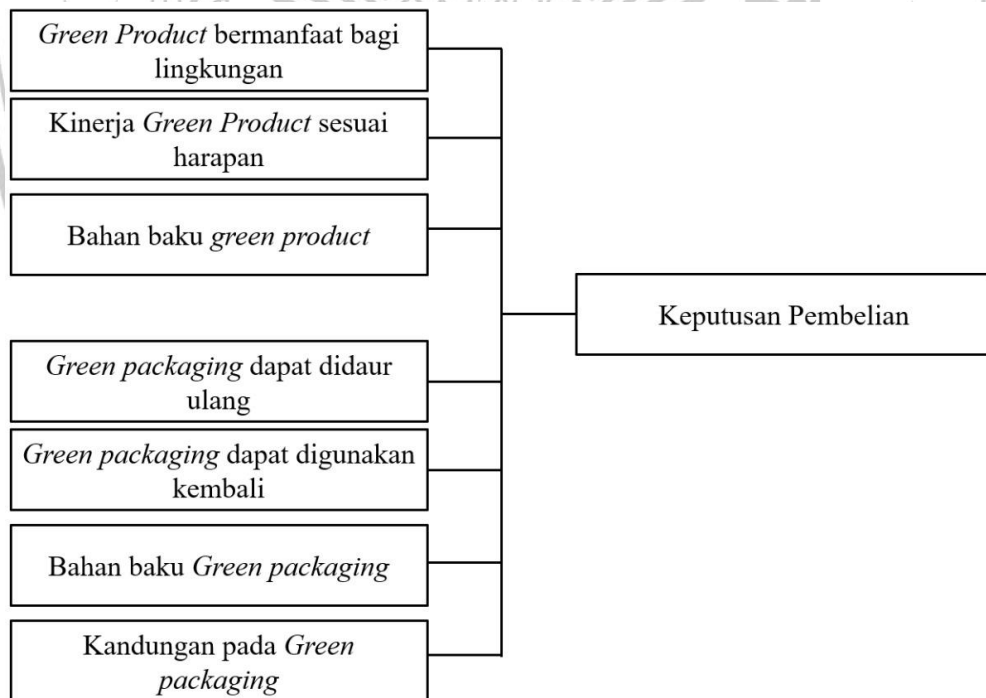 Green Product bermanfaat bagi
lingkungan
Kinerja Green Product sesuai
harapan
Bahan baku green product
Keputusan Pembelian
Green packaging dapat didaur
ulang
Green packaging dapat digunakan
kembali
Bahan baku Green packaging
Kandungan pada Green
packaging